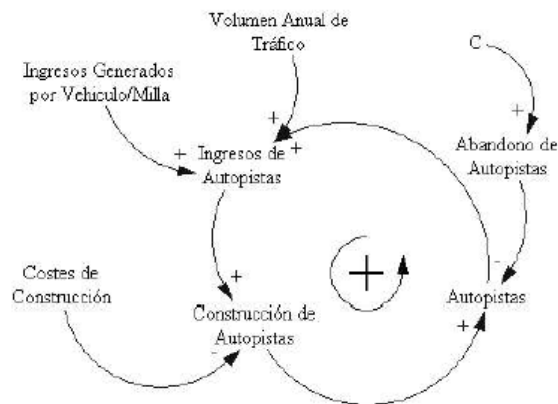 Volumen Anual de
Tráfico
C
Ingresos Generados
por Vehiculo/Milla
+
+
+
+
Ingresos de
Autopistas
Abandono de
Autopistas
+
-
Costes de
Construcción
+
Autopistas
Construcción de
Autopistas
+
-